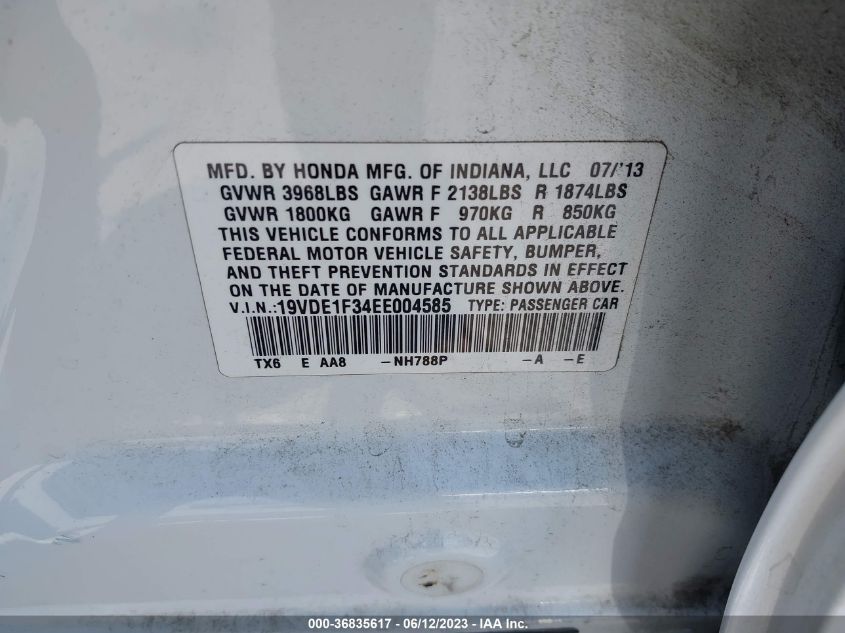 MFD. BY HONDA MFG. OF INDIANA, LLC 07/'13
GVWR 3968LBS GAWR F 2138LBS R 1874LBS
GVWR 1800KG GAWR F 970KG R 850KG
THIS VEHICLE CONFORMS TO ALL APPLICABLE
FEDERAL MOTOR VEHICLE SAFETY, BUMPER,
AND THEFT PREVENTION STANDARDS IN EFFECT
ON THE DATE OF MANUFACTURE SHOWN ABOVE.
V.I.N.:19VDE1F34EE004585 TYPE: PASSENGER CAR
TX6 E AA8 -NH788P -A -E
000-36835617 - 06/12/2023 - © IAA, Inc.